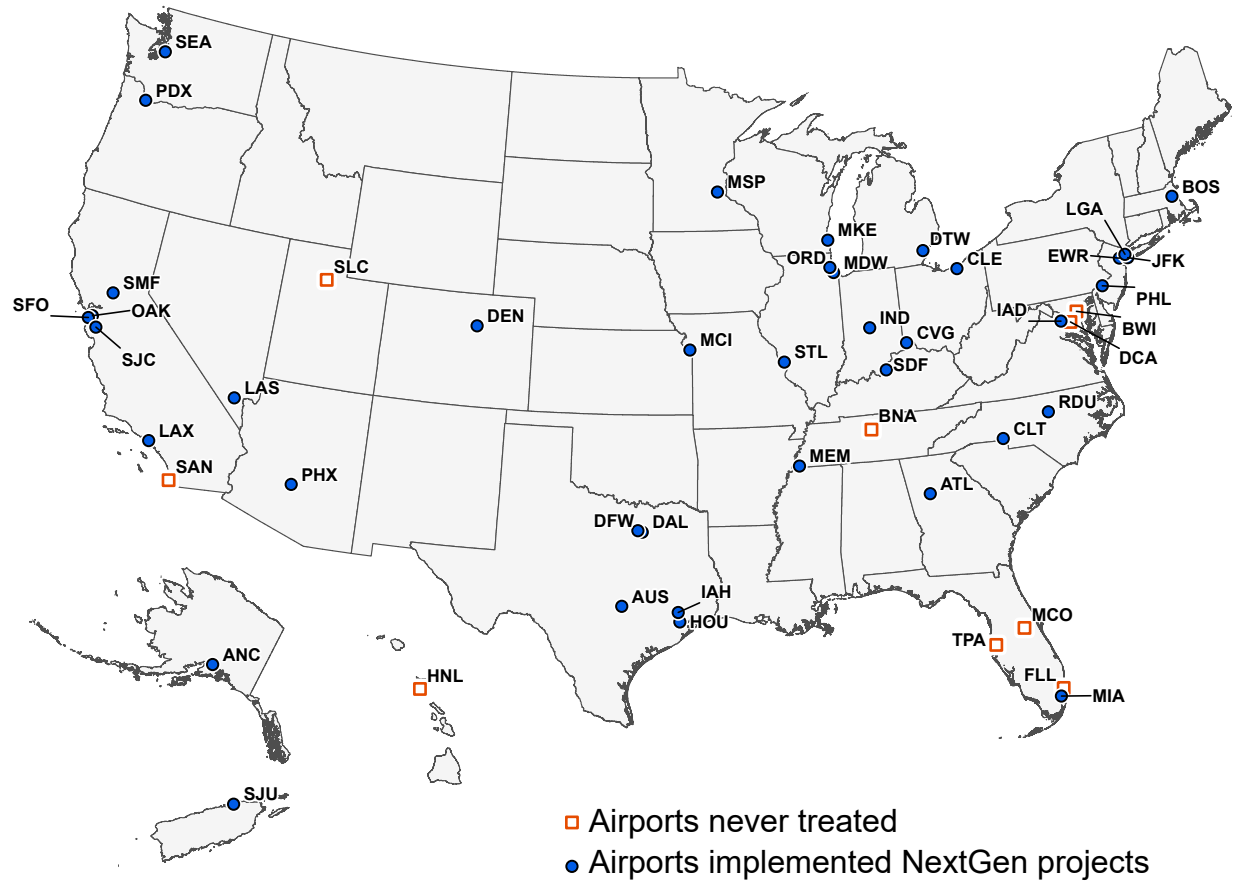 SEA
PDX
MSP
BOS
LGA
MKE
DTW
ORD
MDW
CLE
EWR
JFK
SLC
SMF
PHL
SFO
OAK
IAD
DEN
IND
BWI
CVG
SJC
MCI
STL
DCA
SDF
LAS
RDU
BNA
LAX
CLT
SAN
MEM
PHX
ATL
DFW
DAL
AUS
IAH
HOU
MCO
TPA
ANC
HNL
FLL
MIA
SJU
Airports never treated
Airports implemented NextGen projects